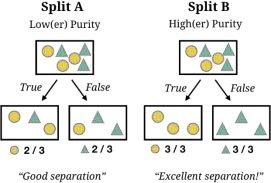 Split A
Low(er) Purity
True
False
2 / 3
2 / 3
"Good separation"
Split B
High(er) Purity
True
False
3 / 3
3 / 3
"Excellent separation!"